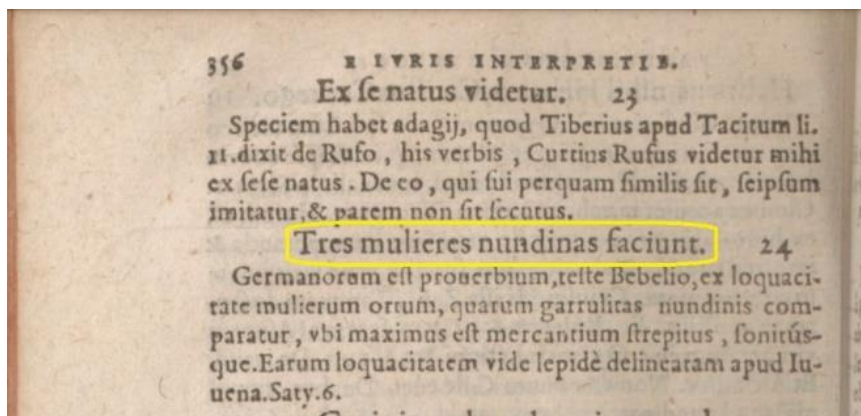 356 E IVRIS INTERPRETIB.
Ex se natus videtur. 23
Speciem habet adagij, quod Tiberius apud Tacitum li.
11. dixit de Rufo, his verbis, Curtius Rufus videtur mihi
ex sese natus. De eo, qui sui perquam similis sit, seipsum
imitatur, & parem non sit secutus.
Tres mulieres nundinas faciunt. 24
Germanorum est prouerbium, teste Bebelio, ex loquaci-
tate mulierum ortum, quarum garrulitas nundinis com-
paratur, vbi maximus est mercantium strepitus, sonitús-
que. Earum loquacitatem vide lepidè delineatam apud Iu-
uena. Saty. 6.